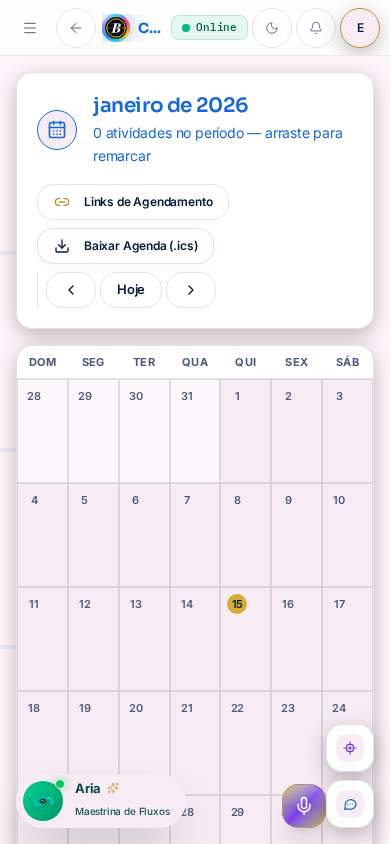 B C... Online E
janeiro de 2026
0 atividades no período — arraste para
remarcar
Links de Agendamento
Baixar Agenda (.ics)
Hoje
DOM SEG TER QUA QUI SEX SÁB
28 29 30 31 1 2 3
4 5 6 7 8 9 10
11 12 13 14 15 16 17
18 19 20 21 22 23 24
28 29
Aria
Maestrina de Fluxos